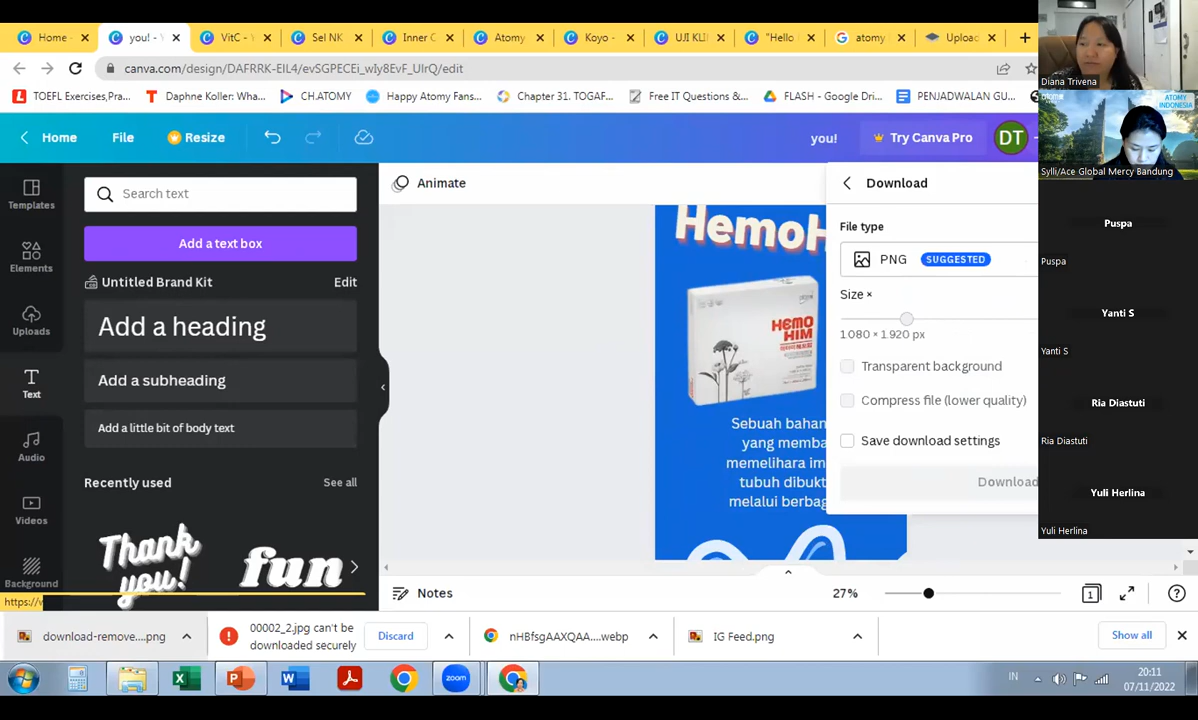 Home -
you! - Y
VitC - Y
Sel NK
Inner C
Atomy
Koyo -
UJI KLI
"Hello
atomy
Upload
canva.com/design/DAFRRK-EIL4/evSGPECEi_wIy8EvF_UlrQ/edit
TOEFL Exercises,Pra...
Daphne Koller: Wha...
CH.ATOMY
Happy Atomy Fans...
Chapter 31. TOGAF...
Free IT Questions &...
FLASH - Google Dri...
PENJADWALAN GU...
Home
File
Resize
you!
Try Canva Pro
DT
Templates
Elements
Uploads
Text
Audio
Videos
Background
Search text
Add a text box
Untitled Brand Kit
Edit
Add a heading
Add a subheading
Add a little bit of body text
Recently used
See all
Thank you!
fun
Animate
HemoH
HEMO
HIM
Sebuah bahan
yang memba
memelihara im
tubuh dibukt
melalui berbag
Download
File type
PNG SUGGESTED
Size ×
1080 × 1920 px
Transparent background
Compress file (lower quality)
Save download settings
Download
Diana Trivena
ATOMY
INDONESIA
Sylli/Ace Global Mercy Bandung
Puspa
Puspa
Yanti S
Yanti S
Ria Diastuti
Ria Diastuti
Yuli Herlina
Yuli Herlina
Notes
27%
1
https://
download-remove....png
00002_2.jpg can't be
downloaded securely
Discard
nHBfsgAAXQAA....webp
IG Feed.png
Show all
zoom
IN
20:11
07/11/2022